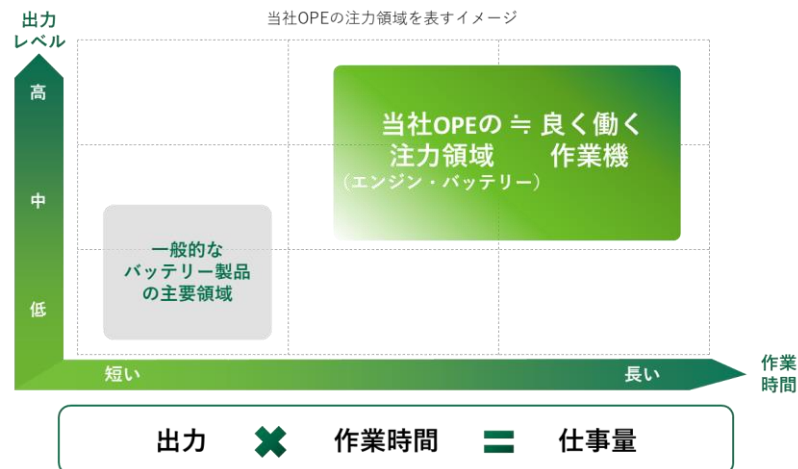 当社OPEの注力領域を表すイメージ
出力
レベル
高
中
低
当社OPEの ≒ 良く働く
注力領域 作業機
（エンジン・バッテリー）
一般的な
バッテリー製品
の主要領域
短い
長い
作業
時間
出力 ✖ 作業時間 = 仕事量